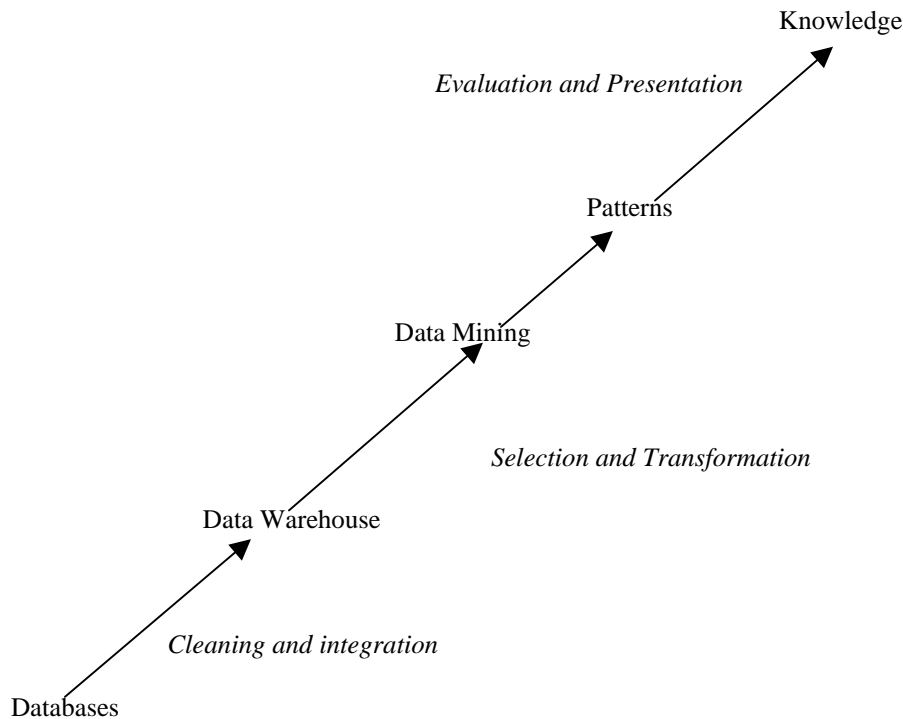 Knowledge
Evaluation and Presentation
Patterns
Data Mining
Selection and Transformation
Data Warehouse
Cleaning and integration
Databases